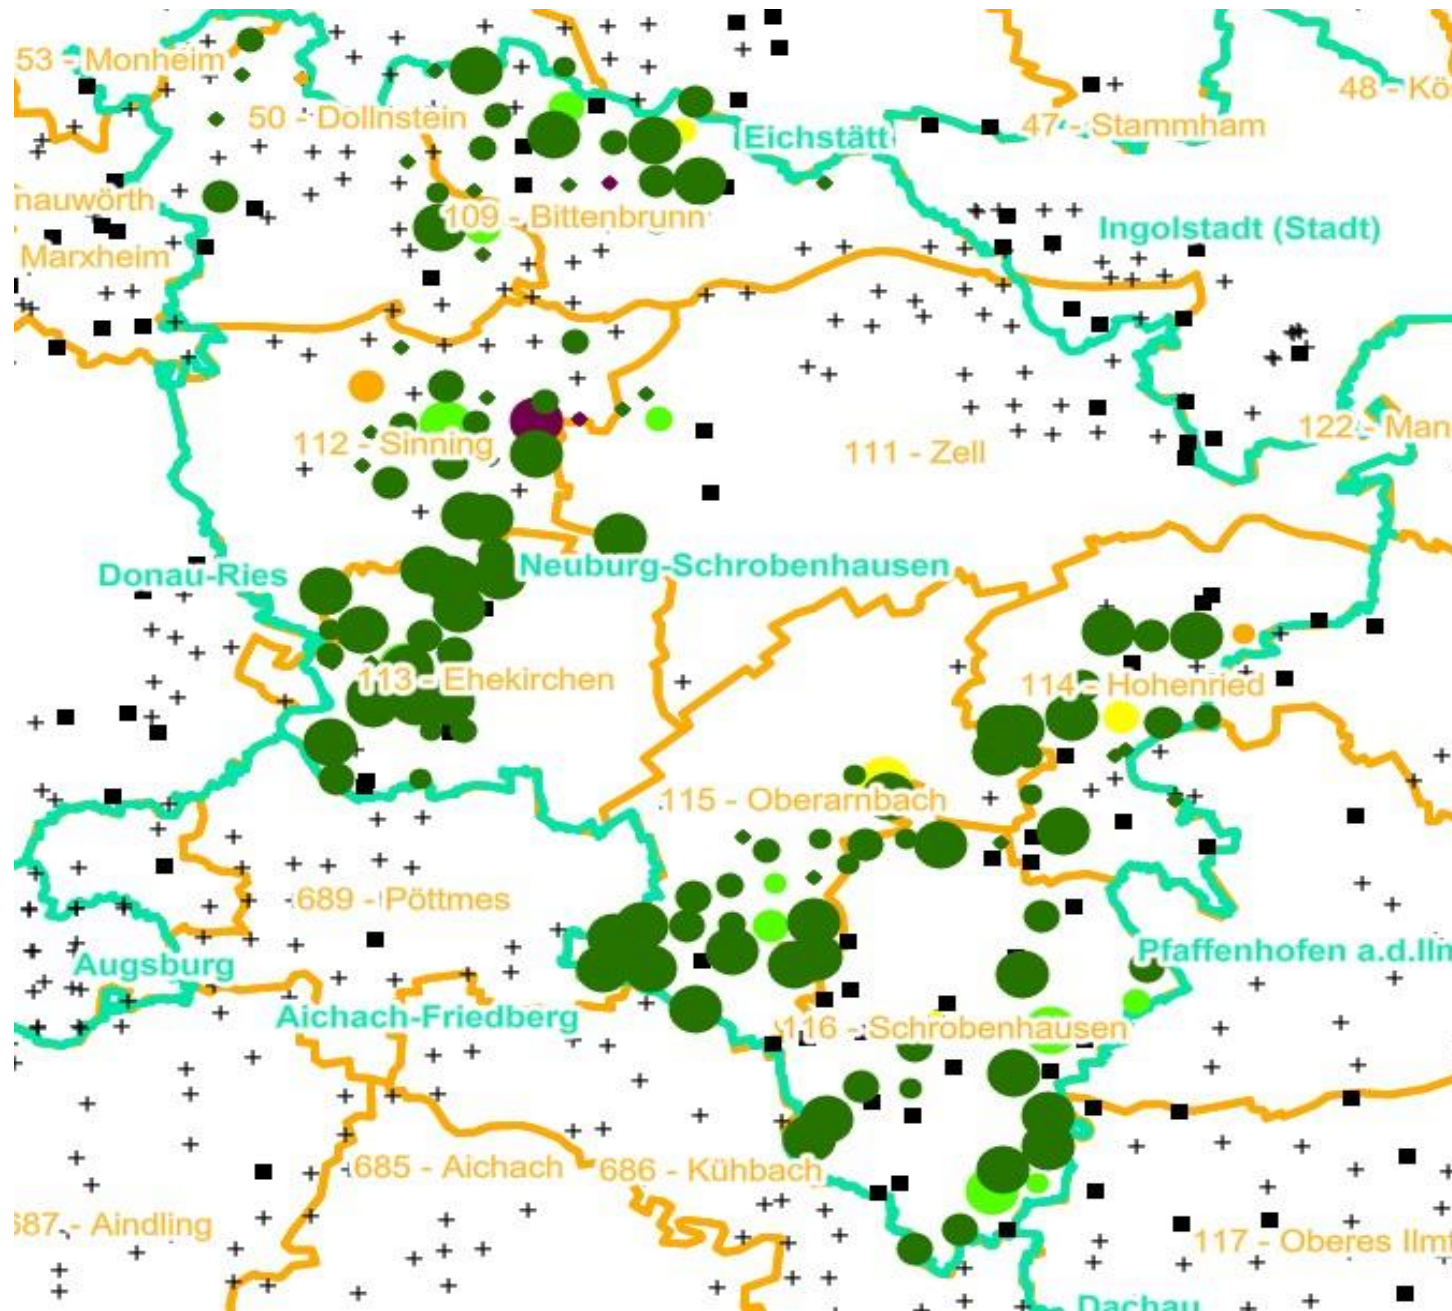 53 - Monheim
48 - Kö
50 - Dollnstein
47 - Stammham
Eichstätt
nauwörth
109 - Bittenbrunn
Ingolstadt (Stadt)
Marxheim
122 - Man
112 - Sinning
111 - Zell
Neuburg-Schrobenhausen
Donau-Ries
113 - Ehekirchen
114 - Hohenried
115 - Oberarnbach
689 - Pöttmes
Pfaffenhofen a.d.Ilm
Augsburg
Aichach-Friedberg
116 - Schrobenhausen
685 - Aichach
686 - Kühbach
687 - Aindling
117 - Oberes Ilmt
Dachau